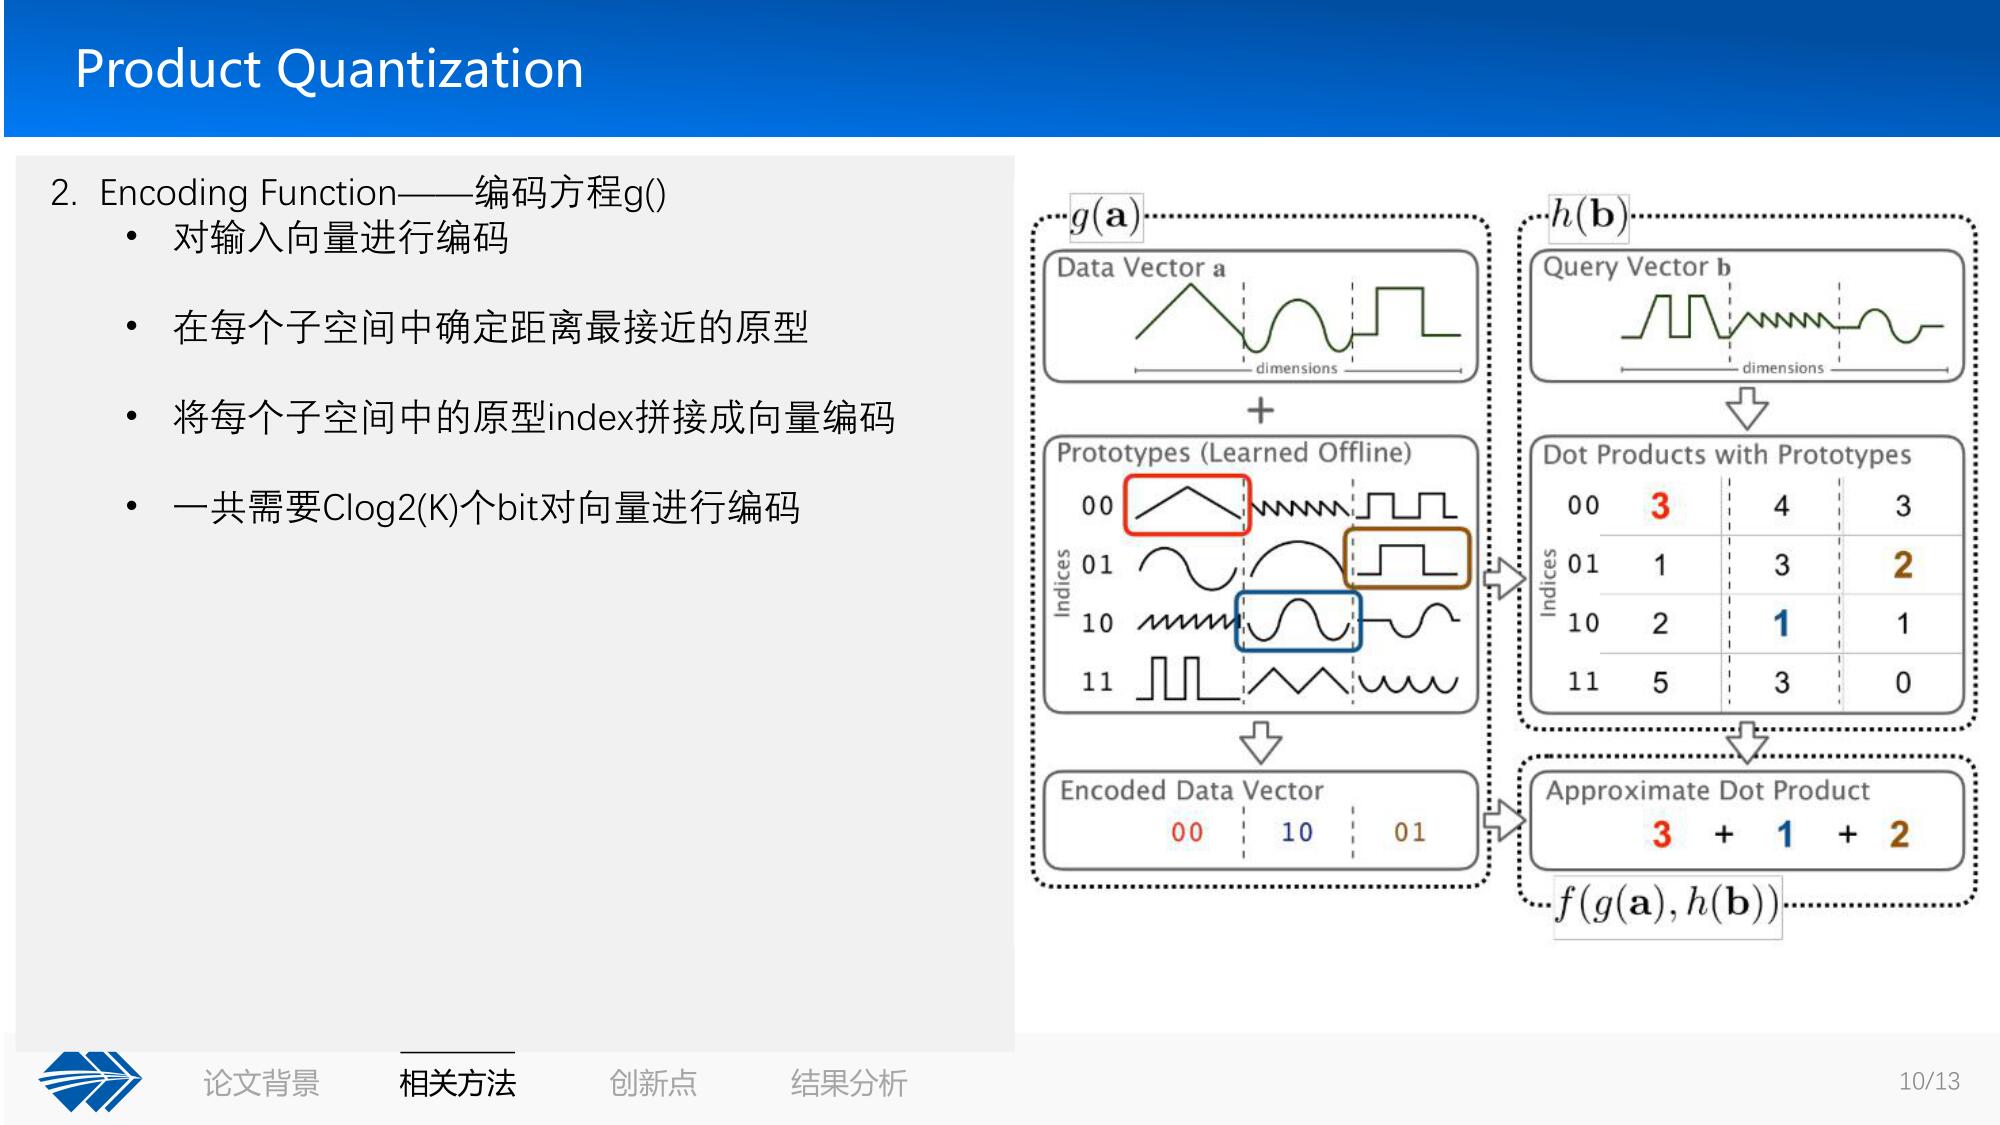 Product Quantization
2. Encoding Function——编码方程g()
• 对输入向量进行编码
• 在每个子空间中确定距离最接近的原型
• 将每个子空间中的原型index拼接成向量编码
• 一共需要Clog2(K)个bit对向量进行编码
g(a)
Data Vector a
dimensions
+
Prototypes (Learned Offline)
Indices
00
01
10
11
Encoded Data Vector
00 10 01
h(b)
Query Vector b
dimensions
Dot Products with Prototypes
Indices
00 3 4 3
01 1 3 2
10 2 1 1
11 5 3 0
Approximate Dot Product
3 + 1 + 2
f(g(a), h(b))
论文背景 相关方法 创新点 结果分析
10/13